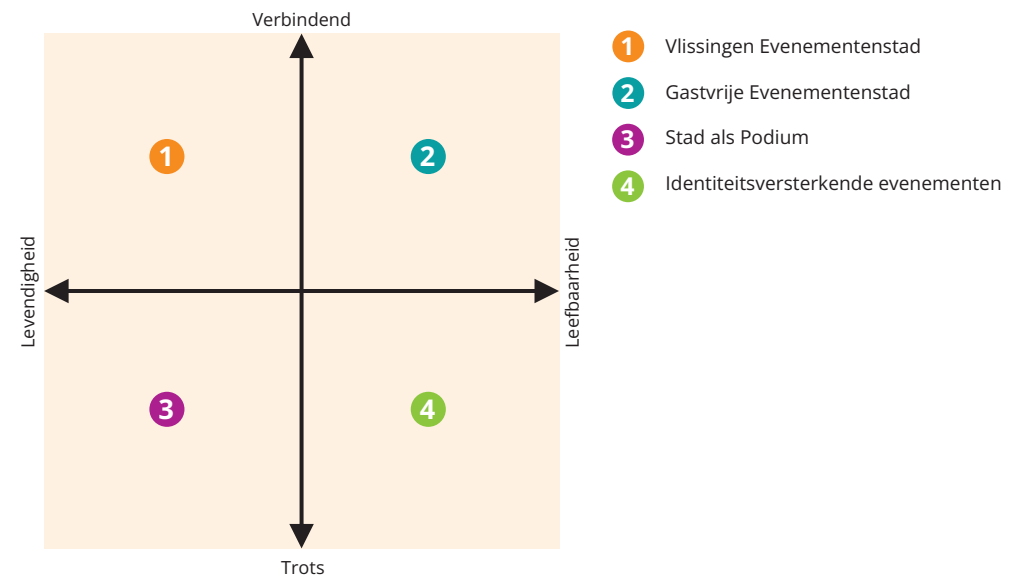 Verbindend
1 Vlissingen Evenementenstad
2 Gastvrije Evenementenstad
3 Stad als Podium
4 Identiteitsversterkende evenementen
1
2
Levendigheid
Leefbaarheid
3
4
Trots